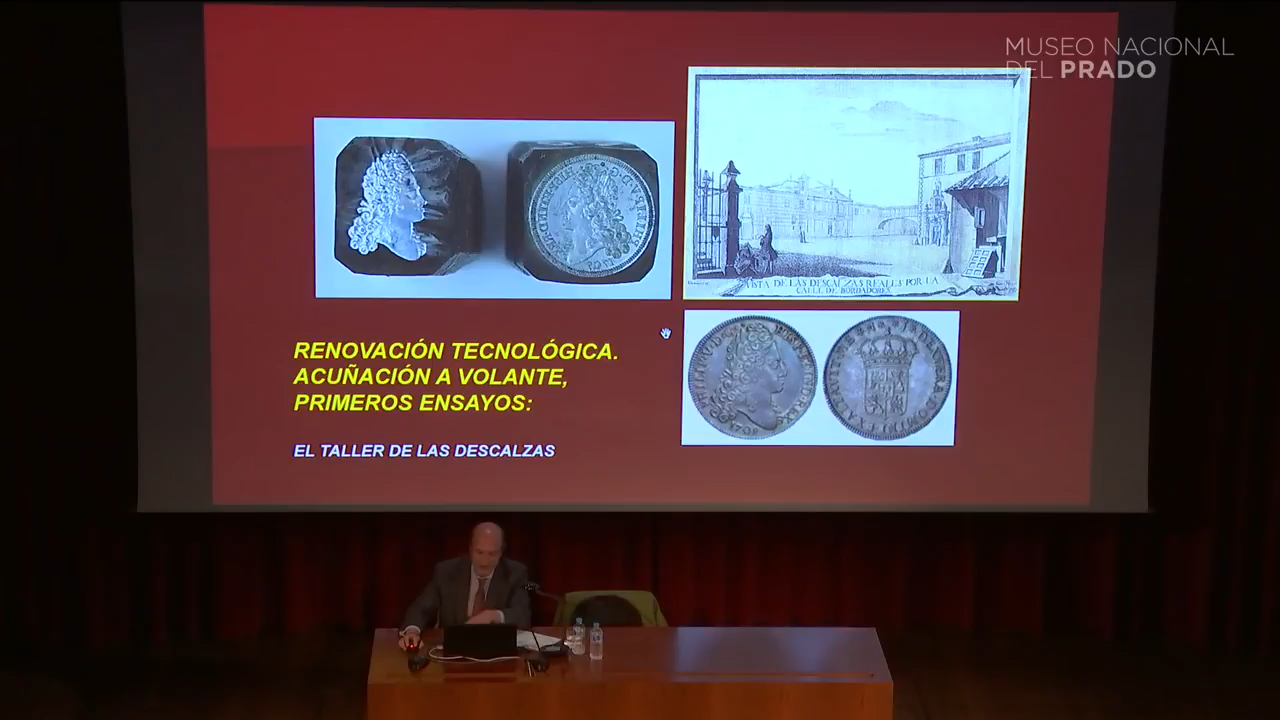 MUSEO NACIONAL
DEL PRADO
VISTA DE LAS DESCALZAS REALES POR LA
CALLE DE BORDADORES
RENOVACIÓN TECNOLÓGICA.
ACUÑACIÓN A VOLANTE,
PRIMEROS ENSAYOS:
EL TALLER DE LAS DESCALZAS
1709